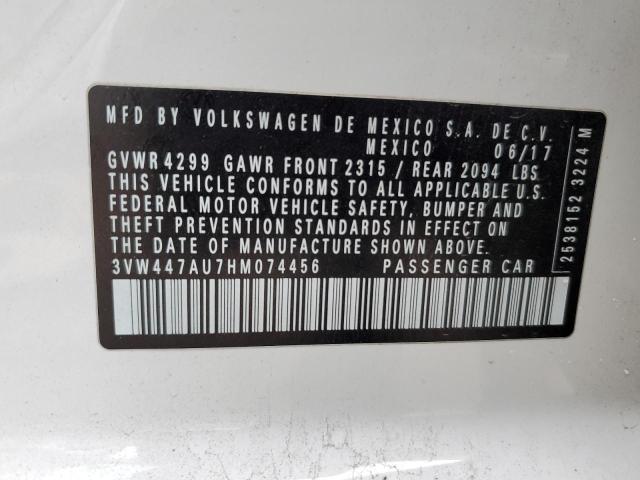 MFD BY VOLKSWAGEN DE MEXICO S.A. DE C.V.
MEXICO 06/17
GVWR 4299 GAWR FRONT 2315 / REAR 2094 LBS
THIS VEHICLE CONFORMS TO ALL APPLICABLE U.S.
FEDERAL MOTOR VEHICLE SAFETY, BUMPER AND
THEFT PREVENTION STANDARDS IN EFFECT ON
THE DATE OF MANUFACTURE SHOWN ABOVE.
3VW447AU7HM074456 PASSENGER CAR
2538152 3224 M